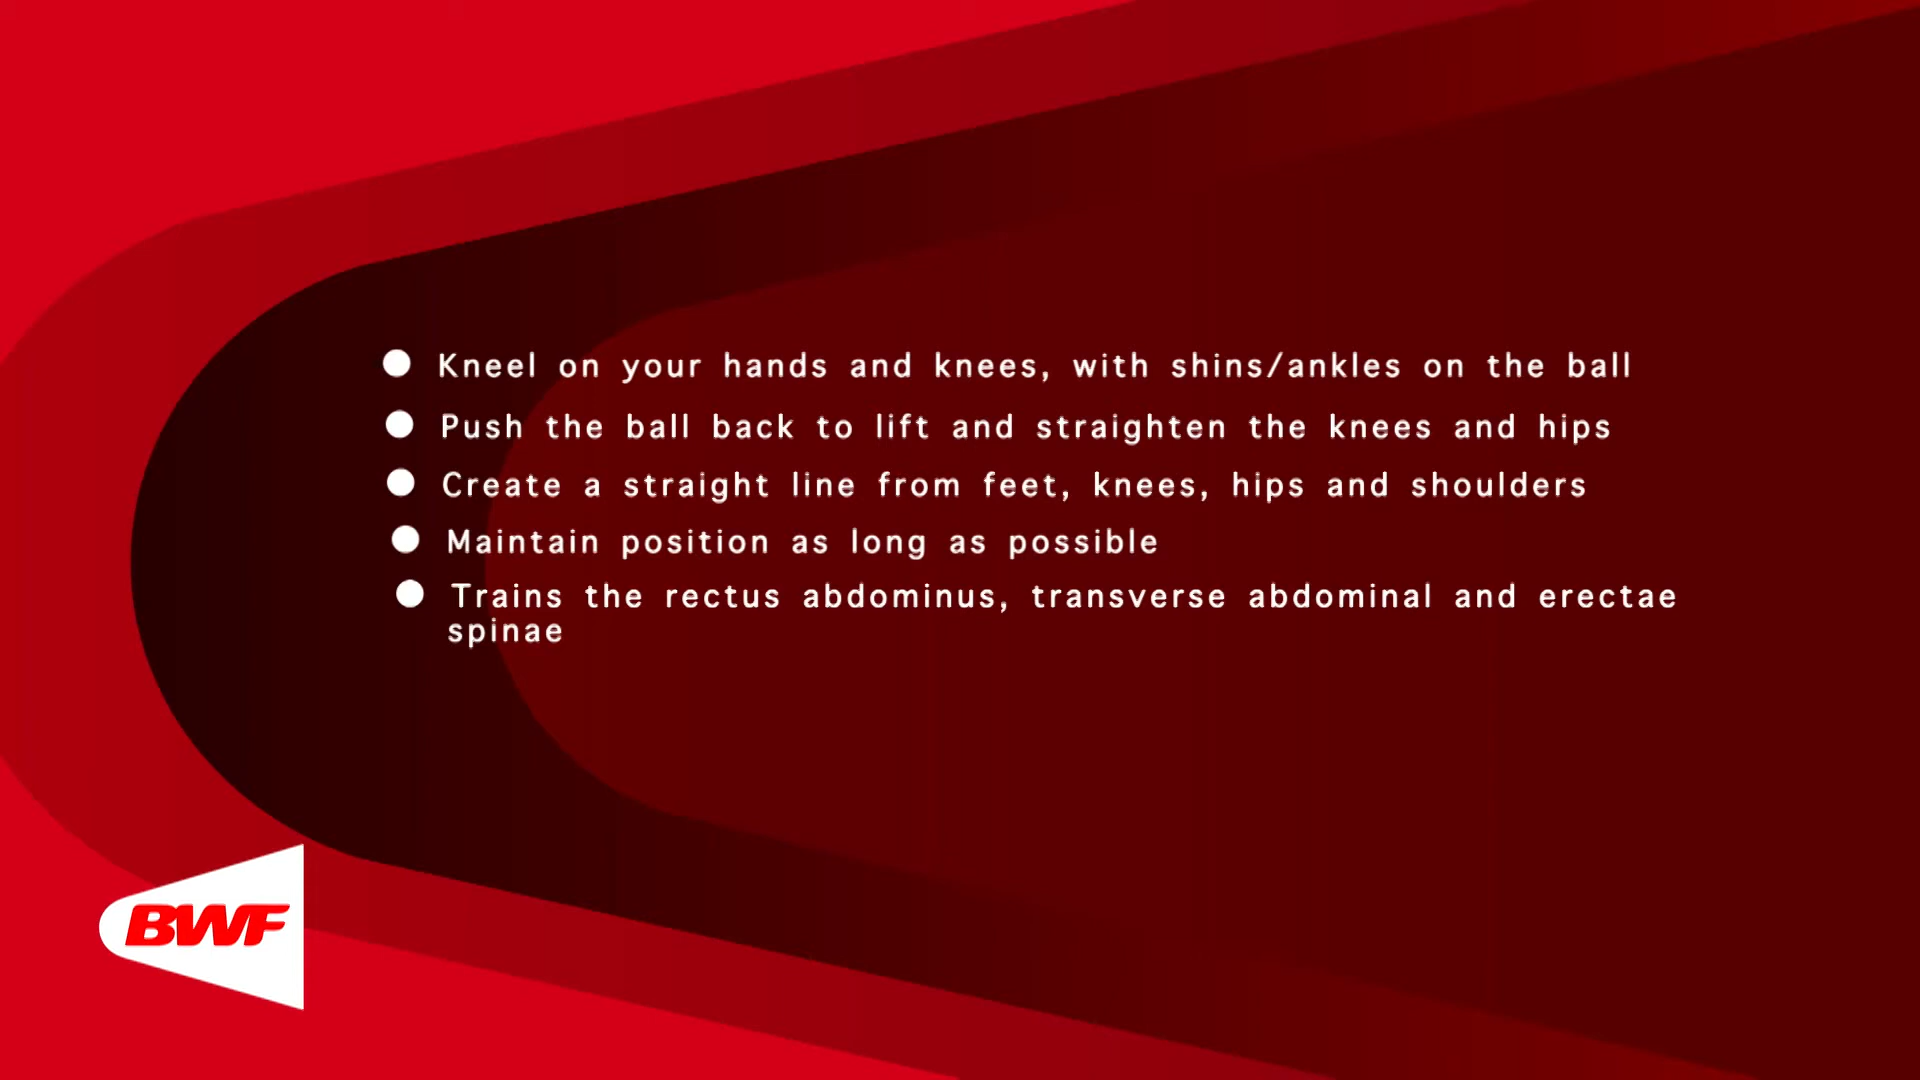 Kneel on your hands and knees, with shins/ankles on the ball
Push the ball back to lift and straighten the knees and hips
Create a straight line from feet, knees, hips and shoulders
Maintain position as long as possible
Trains the rectus abdominus, transverse abdominal and erectae
spinae
BWF